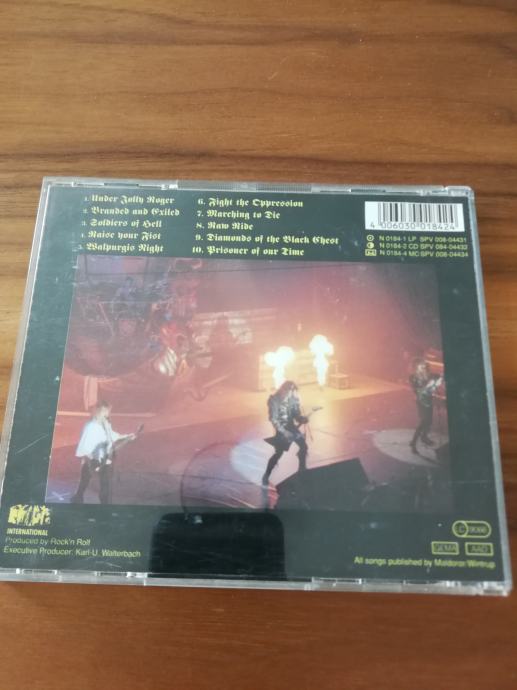 1. Under Jolly Roger
2. Branded and Exiled
3. Soldiers of Hell
4. Raise your Fist
5. Walpurgis Night
6. Fight the Oppression
7. Marching to Die
8. Raw Ride
9. Diamonds of the Black Chest
10. Prisoner of our Time
4 006030 018424
N 0184-1 LP SPV 008-04431
N 0184-2 CD SPV 084-04432
N 0184-4 MC SPV 008-04434
NOISE
INTERNATIONAL
Produced by Rock'n Rolf
Executive Producer: Karl-U. Walterbach
LC 9066
GEMA
AAD
All songs published by Maldoror/Wintrup